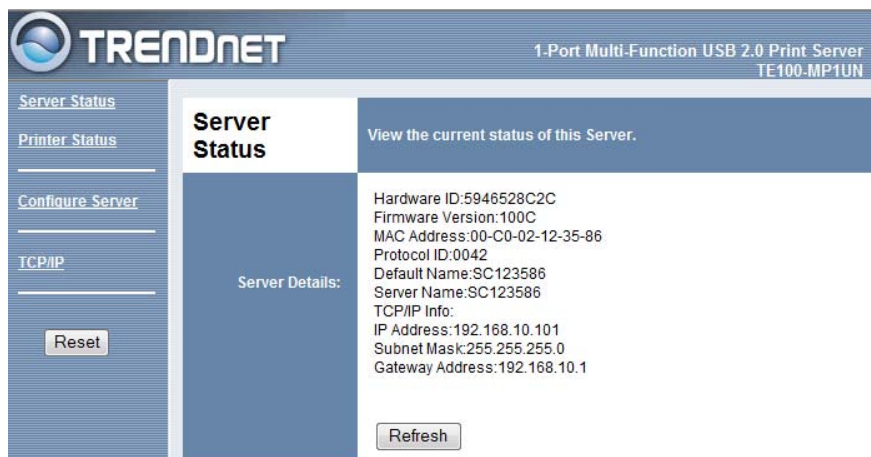 TRENDNET
1-Port Multi-Function USB 2.0 Print Server
TE100-MP1UN
Server Status
Printer Status
Configure Server
TCP/IP
Reset
Server
Status
View the current status of this Server.
Server Details:
Hardware ID:5946528C2C
Firmware Version:100C
MAC Address:00-C0-02-12-35-86
Protocol ID:0042
Default Name:SC123586
Server Name:SC123586
TCP/IP Info:
IP Address:192.168.10.101
Subnet Mask:255.255.255.0
Gateway Address:192.168.10.1
Refresh